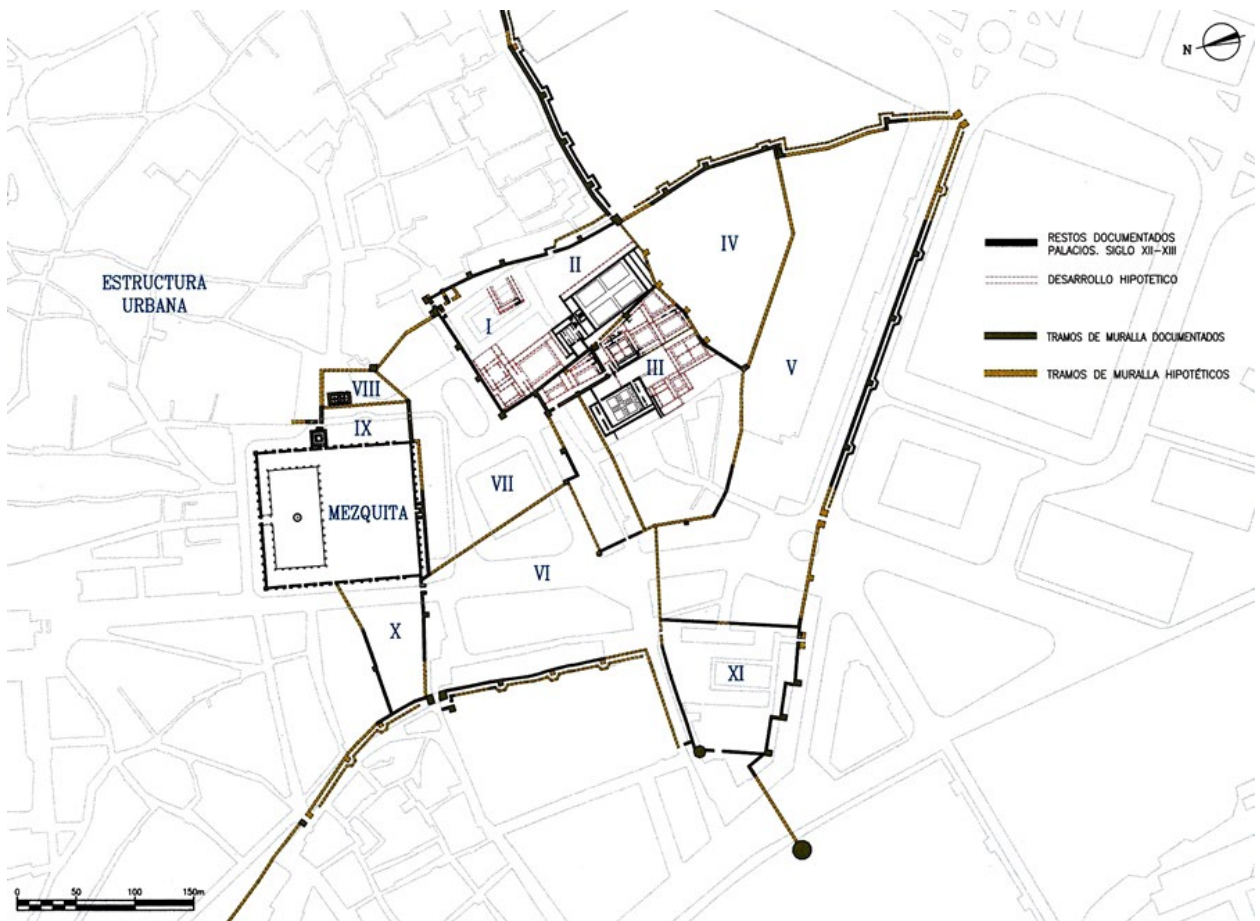 N
ESTRUCTURA
URBANA
I
II
III
IV
V
VI
VII
VIII
IX
MEZQUITA
X
XI
RESTOS DOCUMENTADOS
PALACIOS. SIGLO XII-XIII
DESARROLLO HIPOTETICO
TRAMOS DE MURALLA DOCUMENTADOS
TRAMOS DE MURALLA HIPOTÉTICOS
0 50 100 150m